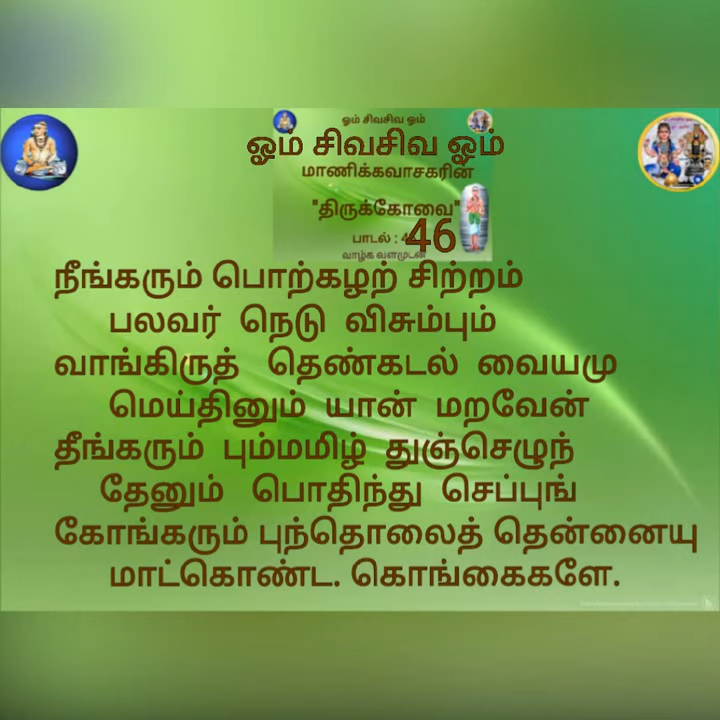 ஓம் சிவசிவ ஓம்
ஓம் சிவசிவ ஓம்
மாணிக்கவாசகரின்
"திருக்கோவை"
பாடல் : 46
வாழ்க வளமுடன்
நீங்கரும் பொற்கழற் சிற்றம்
பலவர் நெடு விசும்பும்
வாங்கிருத் தெண்கடல் வையமு
மெய்தினும் யான் மறவேன்
தீங்கரும் பும்மமிழ் துஞ்செழுந்
தேனும் பொதிந்து செப்புங்
கோங்கரும் புந்தொலைத் தென்னையு
மாட்கொண்ட. கொங்கைகளே.